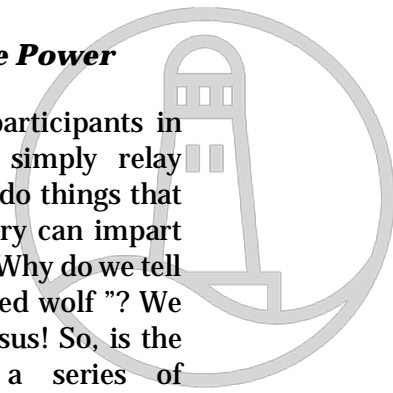 Power
participants in
simply relay
do things that
ry can impart
Why do we tell
ed wolf ”? We
sus! So, is the
a series of